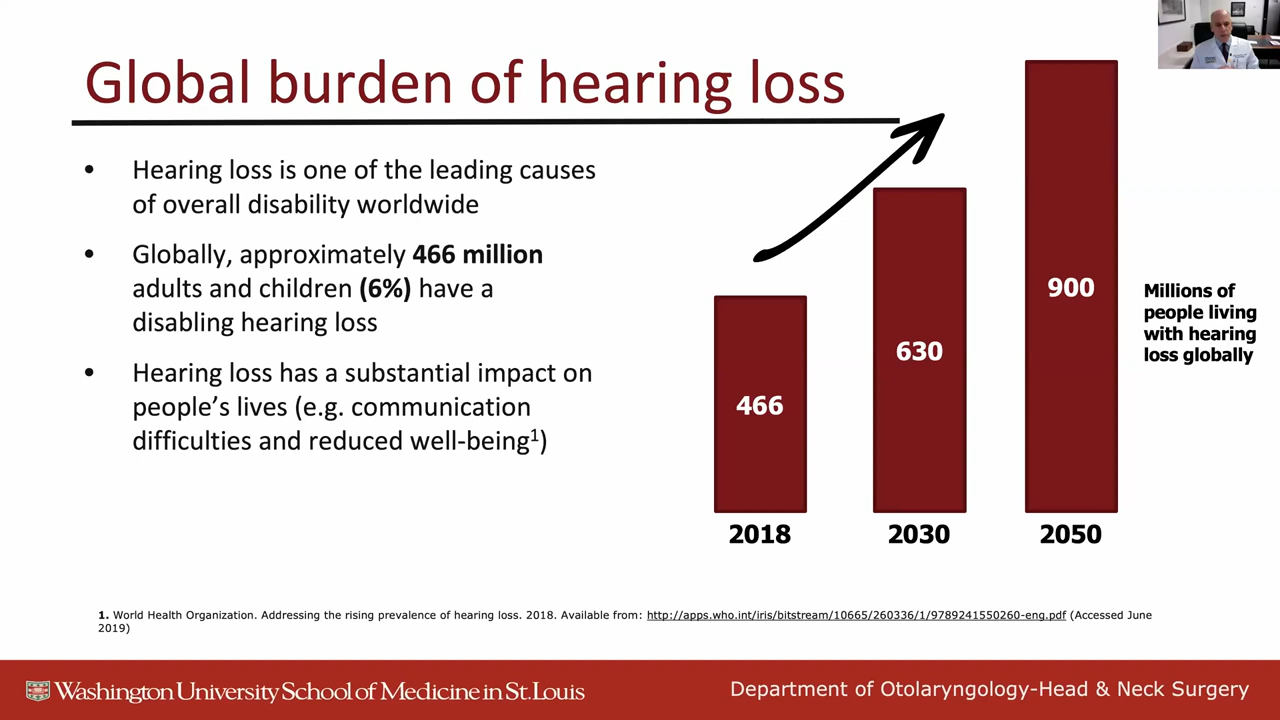 Global burden of hearing loss
• Hearing loss is one of the leading causes
of overall disability worldwide
• Globally, approximately 466 million
adults and children (6%) have a
disabling hearing loss
• Hearing loss has a substantial impact on
people’s lives (e.g. communication
difficulties and reduced well-being¹)
466
630
900
2018
2030
2050
Millions of
people living
with hearing
loss globally
1. World Health Organization. Addressing the rising prevalence of hearing loss. 2018. Available from: http://apps.who.int/iris/bitstream/10665/260336/1/9789241550260-eng.pdf (Accessed June
2019)
Washington University School of Medicine in St. Louis
Department of Otolaryngology-Head & Neck Surgery